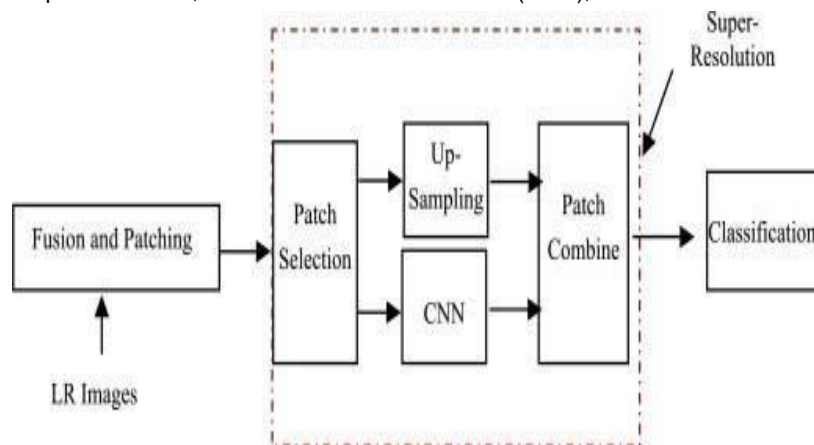 Super-
Resolution
Up-
Sampling
Patch
Selection
Patch
Combine
Fusion and Patching
Classification
CNN
LR Images